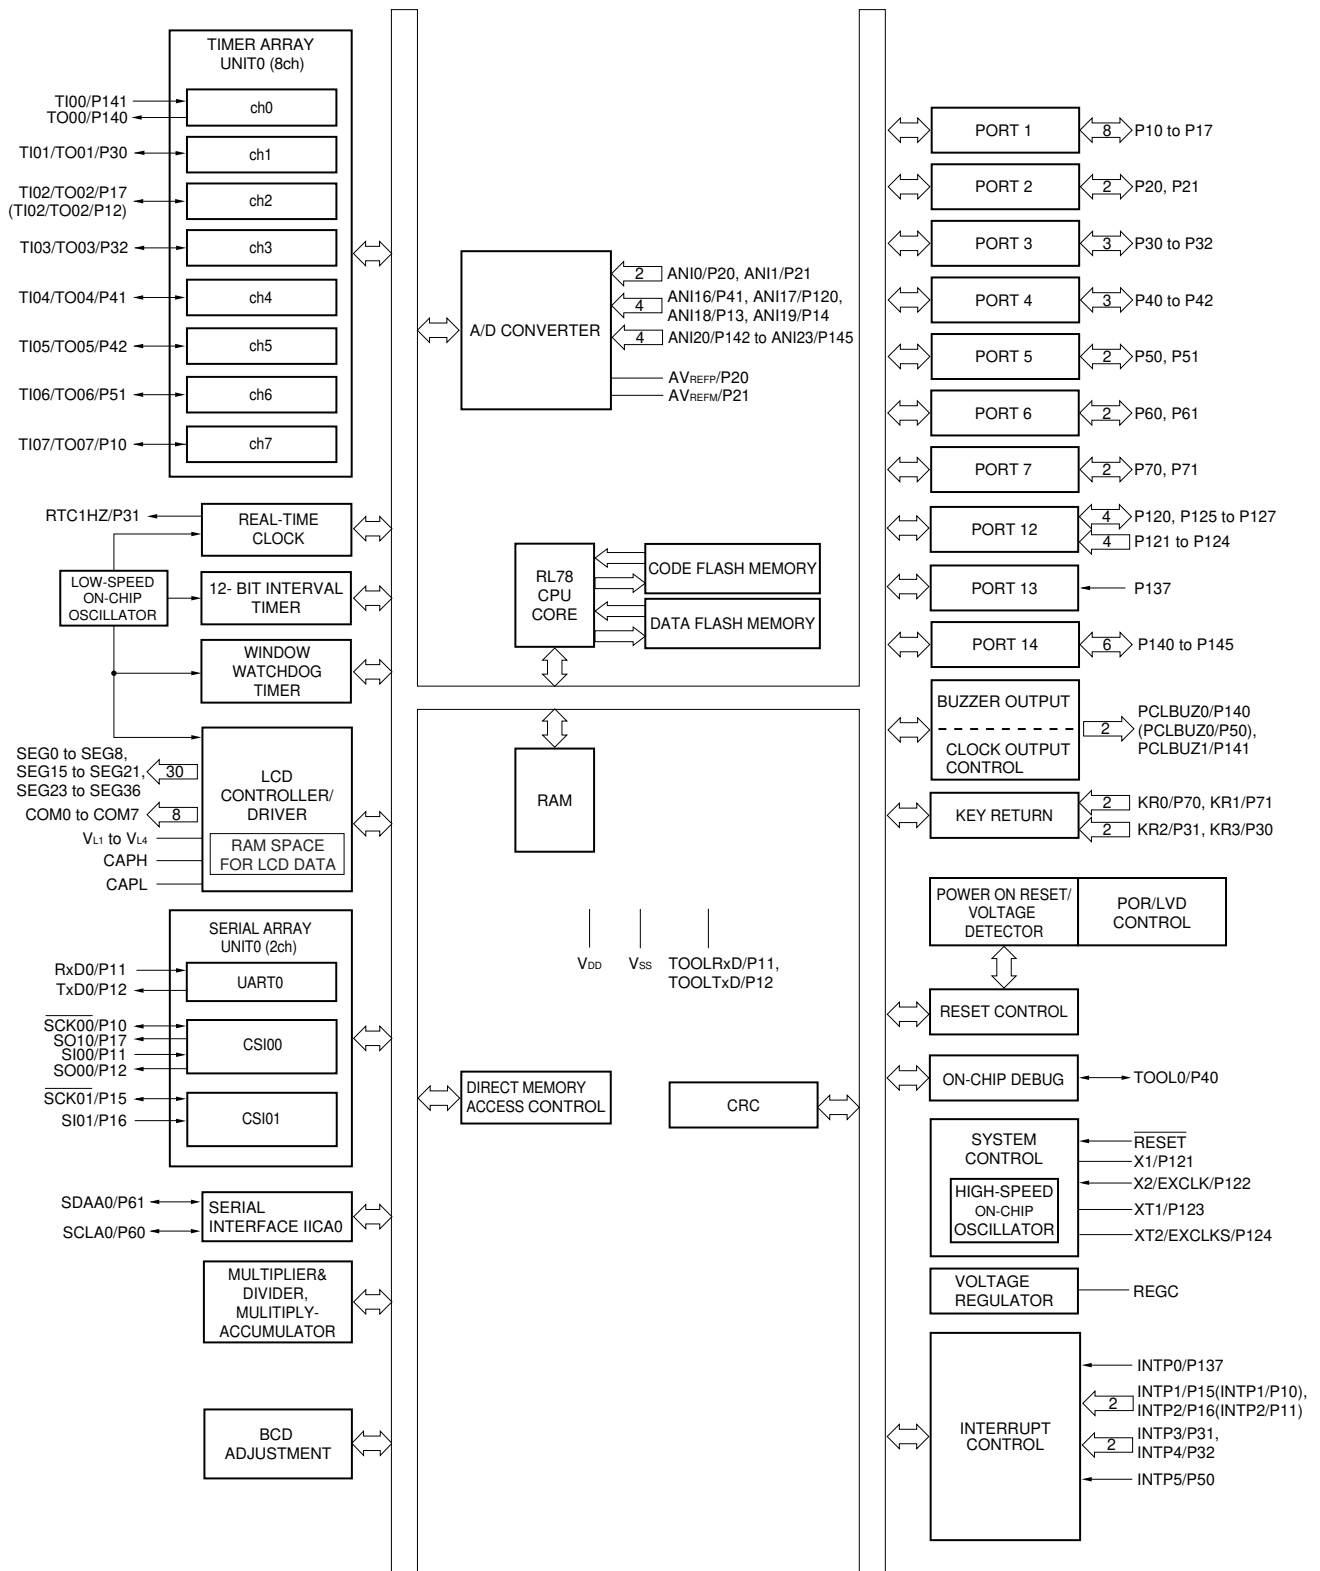 TIMER ARRAY
UNIT0 (8ch)
TI00/P141
TO00/P140
ch0
TI01/TO01/P30
ch1
TI02/TO02/P17
(TI02/TO02/P12)
ch2
TI03/TO03/P32
ch3
TI04/TO04/P41
ch4
TI05/TO05/P42
ch5
TI06/TO06/P51
ch6
TI07/TO07/P10
ch7
RTC1HZ/P31
REAL-TIME
CLOCK
LOW-SPEED
ON-CHIP
OSCILLATOR
12- BIT INTERVAL
TIMER
WINDOW
WATCHDOG
TIMER
SEG0 to SEG8,
SEG15 to SEG21,
SEG23 to SEG36
30
COM0 to COM7
8
VL1 to VL4
CAPH
CAPL
LCD
CONTROLLER/
DRIVER
RAM SPACE
FOR LCD DATA
SERIAL ARRAY
UNIT0 (2ch)
RxD0/P11
TxD0/P12
UART0
SCK00/P10
SO10/P17
SI00/P11
SO00/P12
CSI00
SCK01/P15
SI01/P16
CSI01
SDAA0/P61
SCLA0/P60
SERIAL
INTERFACE IICA0
MULTIPLIER&
DIVIDER,
MULITIPLY-
ACCUMULATOR
BCD
ADJUSTMENT
A/D CONVERTER
2
ANI0/P20, ANI1/P21
4
ANI16/P41, ANI17/P120,
ANI18/P13, ANI19/P14
4
ANI20/P142 to ANI23/P145
AVREFP/P20
AVREFM/P21
RL78
CPU
CORE
CODE FLASH MEMORY
DATA FLASH MEMORY
RAM
VDD
VSS
TOOLRxD/P11,
TOOLTxD/P12
DIRECT MEMORY
ACCESS CONTROL
CRC
PORT 1
8
P10 to P17
PORT 2
2
P20, P21
PORT 3
3
P30 to P32
PORT 4
3
P40 to P42
PORT 5
2
P50, P51
PORT 6
2
P60, P61
PORT 7
2
P70, P71
PORT 12
4
P120, P125 to P127
4
P121 to P124
PORT 13
P137
PORT 14
6
P140 to P145
BUZZER OUTPUT
CLOCK OUTPUT
CONTROL
2
PCLBUZ0/P140
(PCLBUZ0/P50),
PCLBUZ1/P141
KEY RETURN
2
KR0/P70, KR1/P71
2
KR2/P31, KR3/P30
POWER ON RESET/
VOLTAGE
DETECTOR
POR/LVD
CONTROL
RESET CONTROL
ON-CHIP DEBUG
TOOL0/P40
SYSTEM
CONTROL
HIGH-SPEED
ON-CHIP
OSCILLATOR
RESET
X1/P121
X2/EXCLK/P122
XT1/P123
XT2/EXCLKS/P124
VOLTAGE
REGULATOR
REGC
INTERRUPT
CONTROL
INTP0/P137
2
INTP1/P15(INTP1/P10),
INTP2/P16(INTP2/P11)
2
INTP3/P31,
INTP4/P32
INTP5/P50